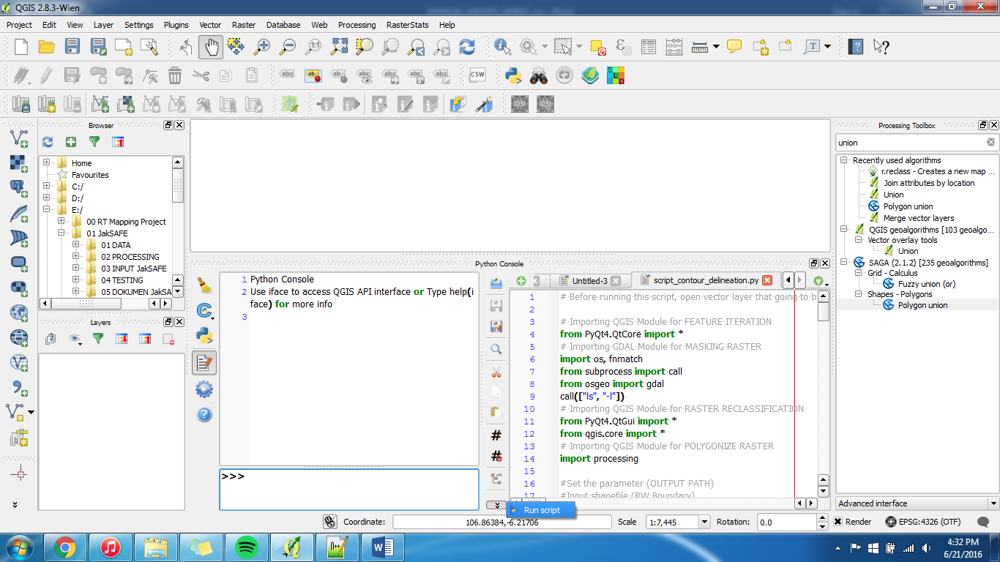 QGIS 2.8.3-Wien
Project Edit View Layer Settings Plugins Vector Raster Database Web Processing RasterStats Help
Browser
Home
Favourites
C:/
D:/
E:/
00 RT Mapping Project
01 JakSAFE
01 DATA
02 PROCESSING
03 INPUT JakSAFE
04 TESTING
05 DOKUMEN JakSA
Layers
Python Console
1 Python Console
2 Use iface to access QGIS API interface or Type help(i
face) for more info
3
>>>
Untitled-3
script_contour_delineation.py
1 # Before running this script, open vector layer that going to b
2
3 # Importing QGIS Module for FEATURE ITERATION
4 from PyQt4.QtCore import *
5 # Importing GDAL Module for MASKING RASTER
6 import os, fnmatch
7 from subprocess import call
8 from osgeo import gdal
9 call(["ls", "-l"])
10 # Importing QGIS Module for RASTER RECLASSIFICATION
11 from PyQt4.QtGui import *
12 from qgis.core import *
13 # Importing QGIS Module for POLYGONIZE RASTER
14 import processing
15
16 #Set the parameter (OUTPUT PATH)
17 #Input shapefile (RW Boundary)
Run script
Processing Toolbox
union
Recently used algorithms
r.reclass - Creates a new map ...
Join attributes by location
Union
Polygon union
Merge vector layers
QGIS geoalgorithms [103 geoalgo...
Vector overlay tools
Union
SAGA (2.1.2) [235 geoalgorithms]
Grid - Calculus
Fuzzy union (or)
Shapes - Polygons
Polygon union
Advanced interface
Coordinate: 106.86384,-6.21706 Scale 1:7,445 Rotation: 0.0 Render EPSG:4326 (OTF)
4:32 PM
6/21/2016
CSW
abc